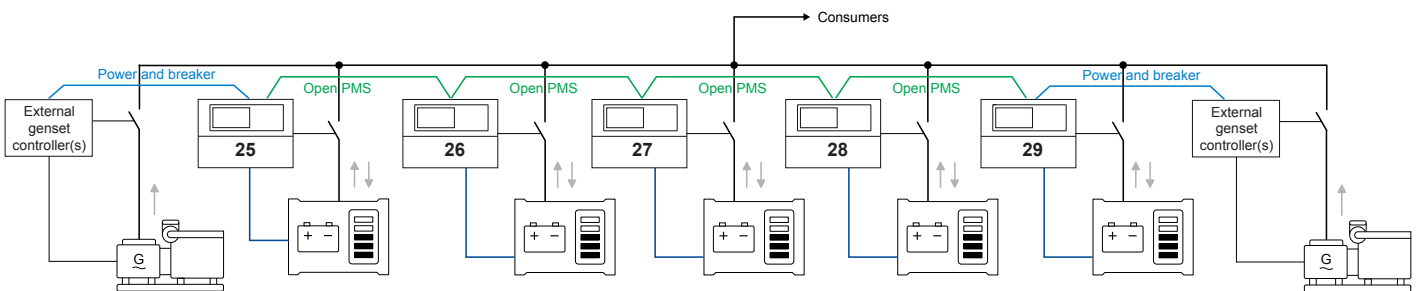 Consumers
Power and breaker
Open PMS
Open PMS
Open PMS
Open PMS
Power and breaker
External
genset
controller(s)
25
26
27
28
29
External
genset
controller(s)
+ −
+ −
+ −
+ −
+ −
G
~
G
~